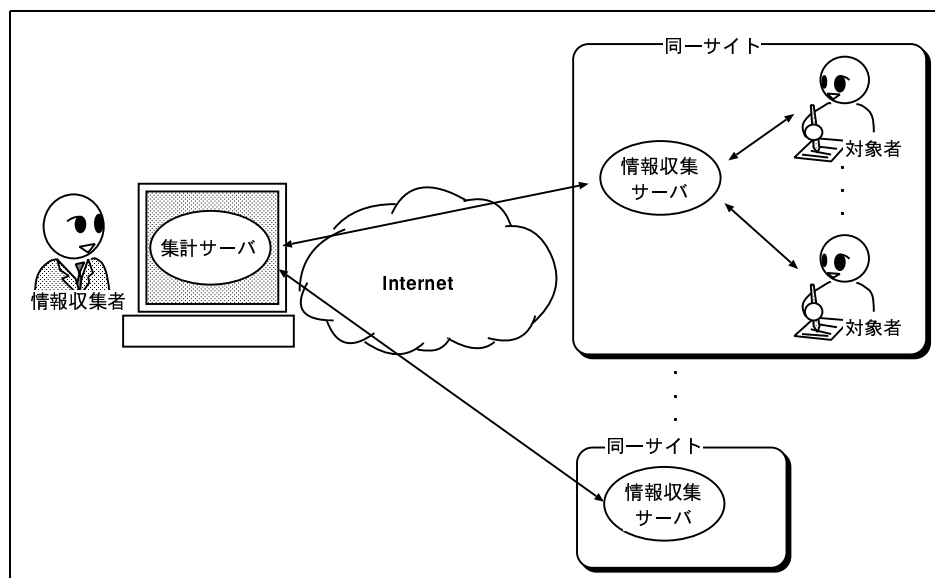 同一サイト
情報収集
サーバ
対象者
対象者
集計サーバ
情報収集者
Internet
同一サイト
情報収集
サーバ